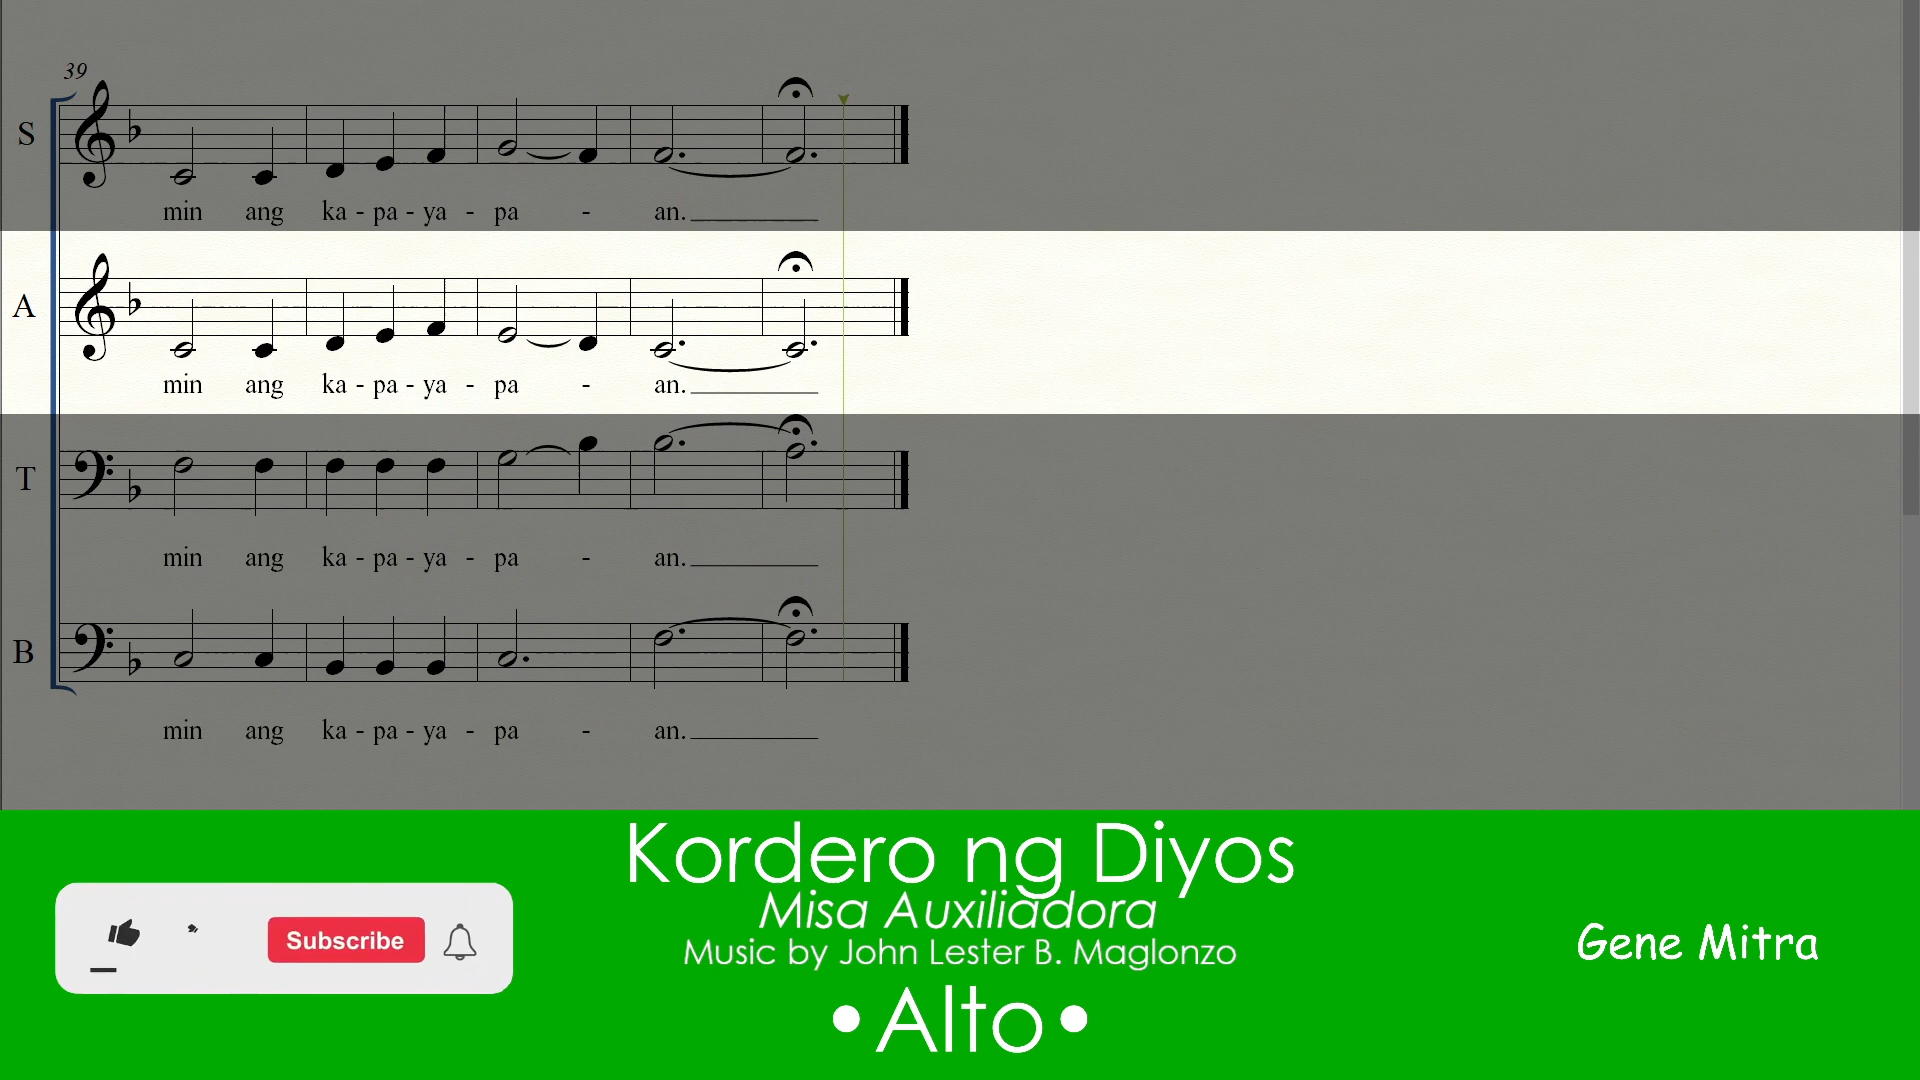 39
S
min ang ka - pa - ya - pa - an.
A
min ang ka - pa - ya - pa - an.
T
min ang ka - pa - ya - pa - an.
B
min ang ka - pa - ya - pa - an.
Kordero ng Diyos
Misa Auxiliadora
Music by John Lester B. Maglonzo
•Alto•
Subscribe
Gene Mitra